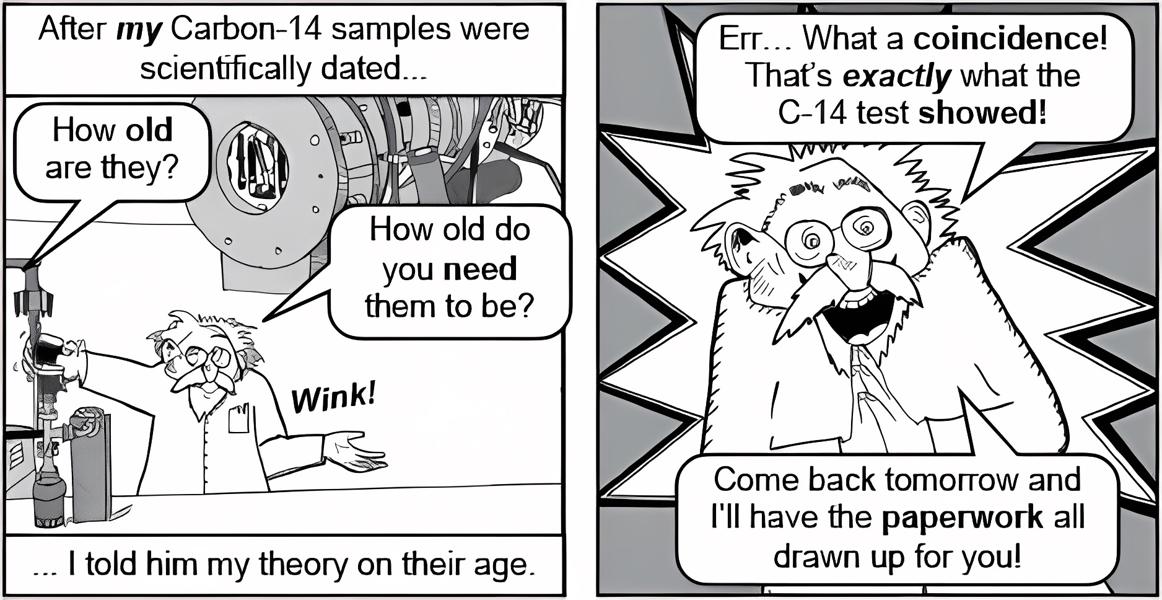 After my Carbon-14 samples were
scientifically dated...
How old
are they?
How old do
you need
them to be?
Wink!
... I told him my theory on their age.
Err... What a coincidence!
That's exactly what the
C-14 test showed!
Come back tomorrow and
I'll have the paperwork all
drawn up for you!